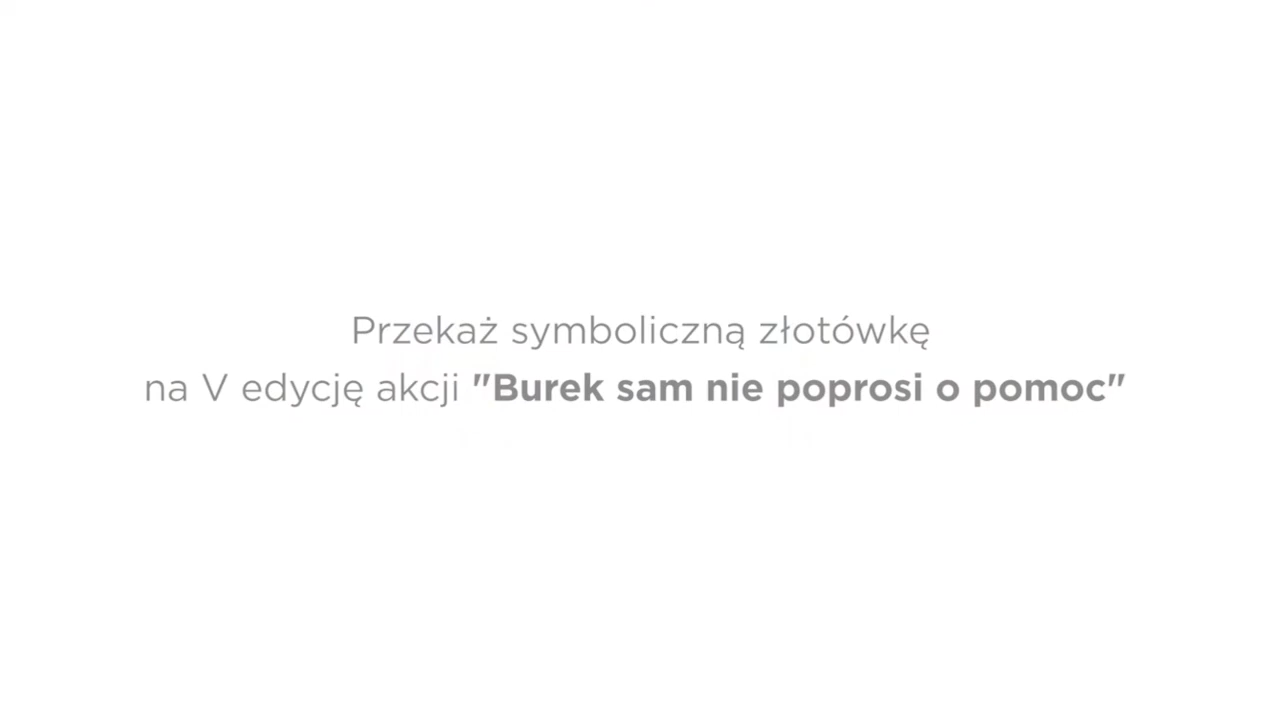 Przekaż symboliczną złotówkę
na V edycję akcji "Burek sam nie poprosi o pomoc"